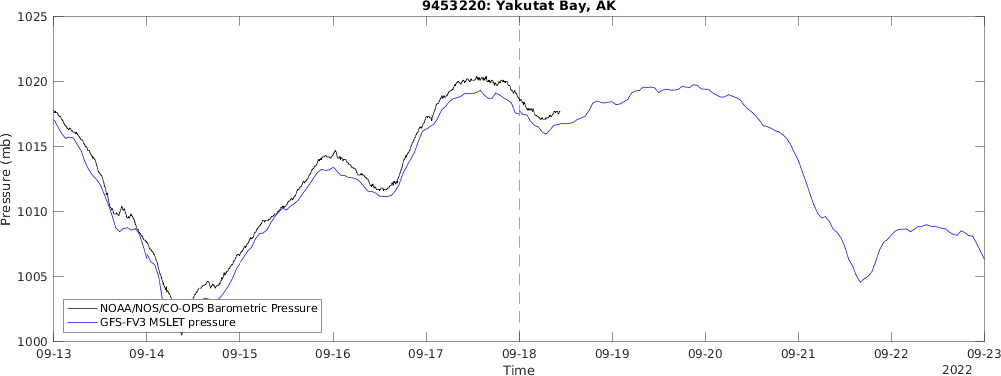 9453220: Yakutat Bay, AK
Pressure (mb)
1025
1020
1015
1010
1005
1000
NOAA/NOS/CO-OPS Barometric Pressure
GFS-FV3 MSLET pressure
09-13 09-14 09-15 09-16 09-17 09-18 09-19 09-20 09-21 09-22 09-23
Time
2022